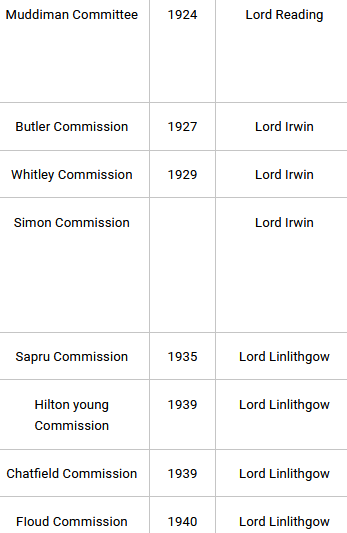 Muddiman Committee 1924 Lord Reading
Butler Commission 1927 Lord Irwin
Whitley Commission 1929 Lord Irwin
Simon Commission Lord Irwin
Sapru Commission 1935 Lord Linlithgow
Hilton young 1939 Lord Linlithgow
Commission
Chatfield Commission 1939 Lord Linlithgow
Floud Commission 1940 Lord Linlithgow